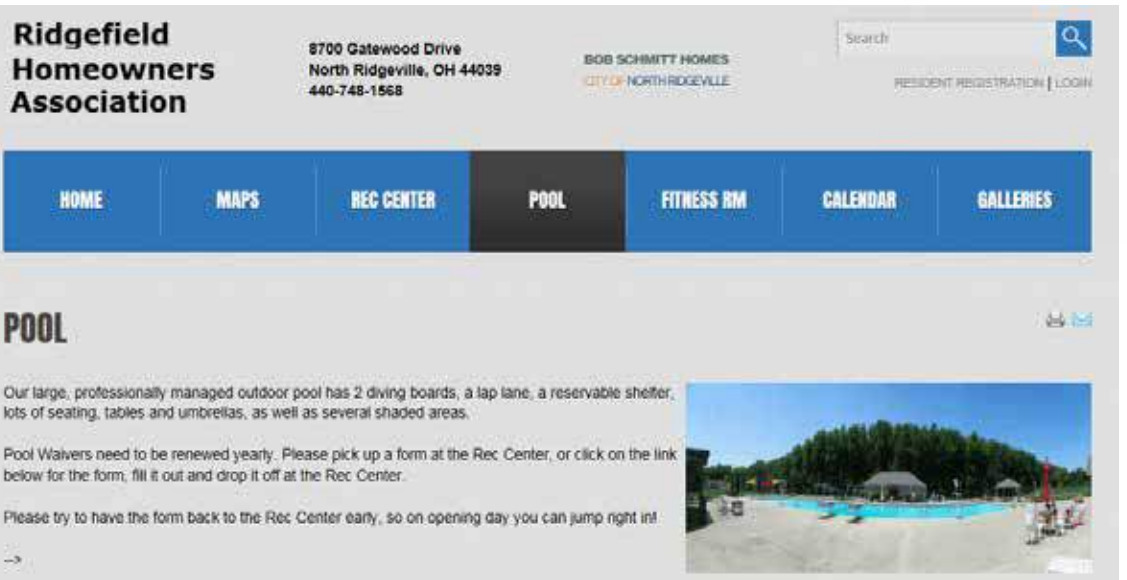 Ridgefield
Homeowners
Association
8700 Gatewood Drive
North Ridgeville, OH 44039
440-748-1568
BOB SCHMITT HOMES
CITY OF NORTH RIDGEVILLE
Search
RESIDENT REGISTRATION | LOGIN
HOME
MAPS
REC CENTER
POOL
FITNESS RM
CALENDAR
GALLERIES
POOL
Our large, professionally managed outdoor pool has 2 diving boards, a lap lane, a reservable shelter,
lots of seating, tables and umbrellas, as well as several shaded areas.
Pool Waivers need to be renewed yearly. Please pick up a form at the Rec Center, or click on the link
below for the form, fill it out and drop it off at the Rec Center.
Please try to have the form back to the Rec Center early, so on opening day you can jump right in!
-->